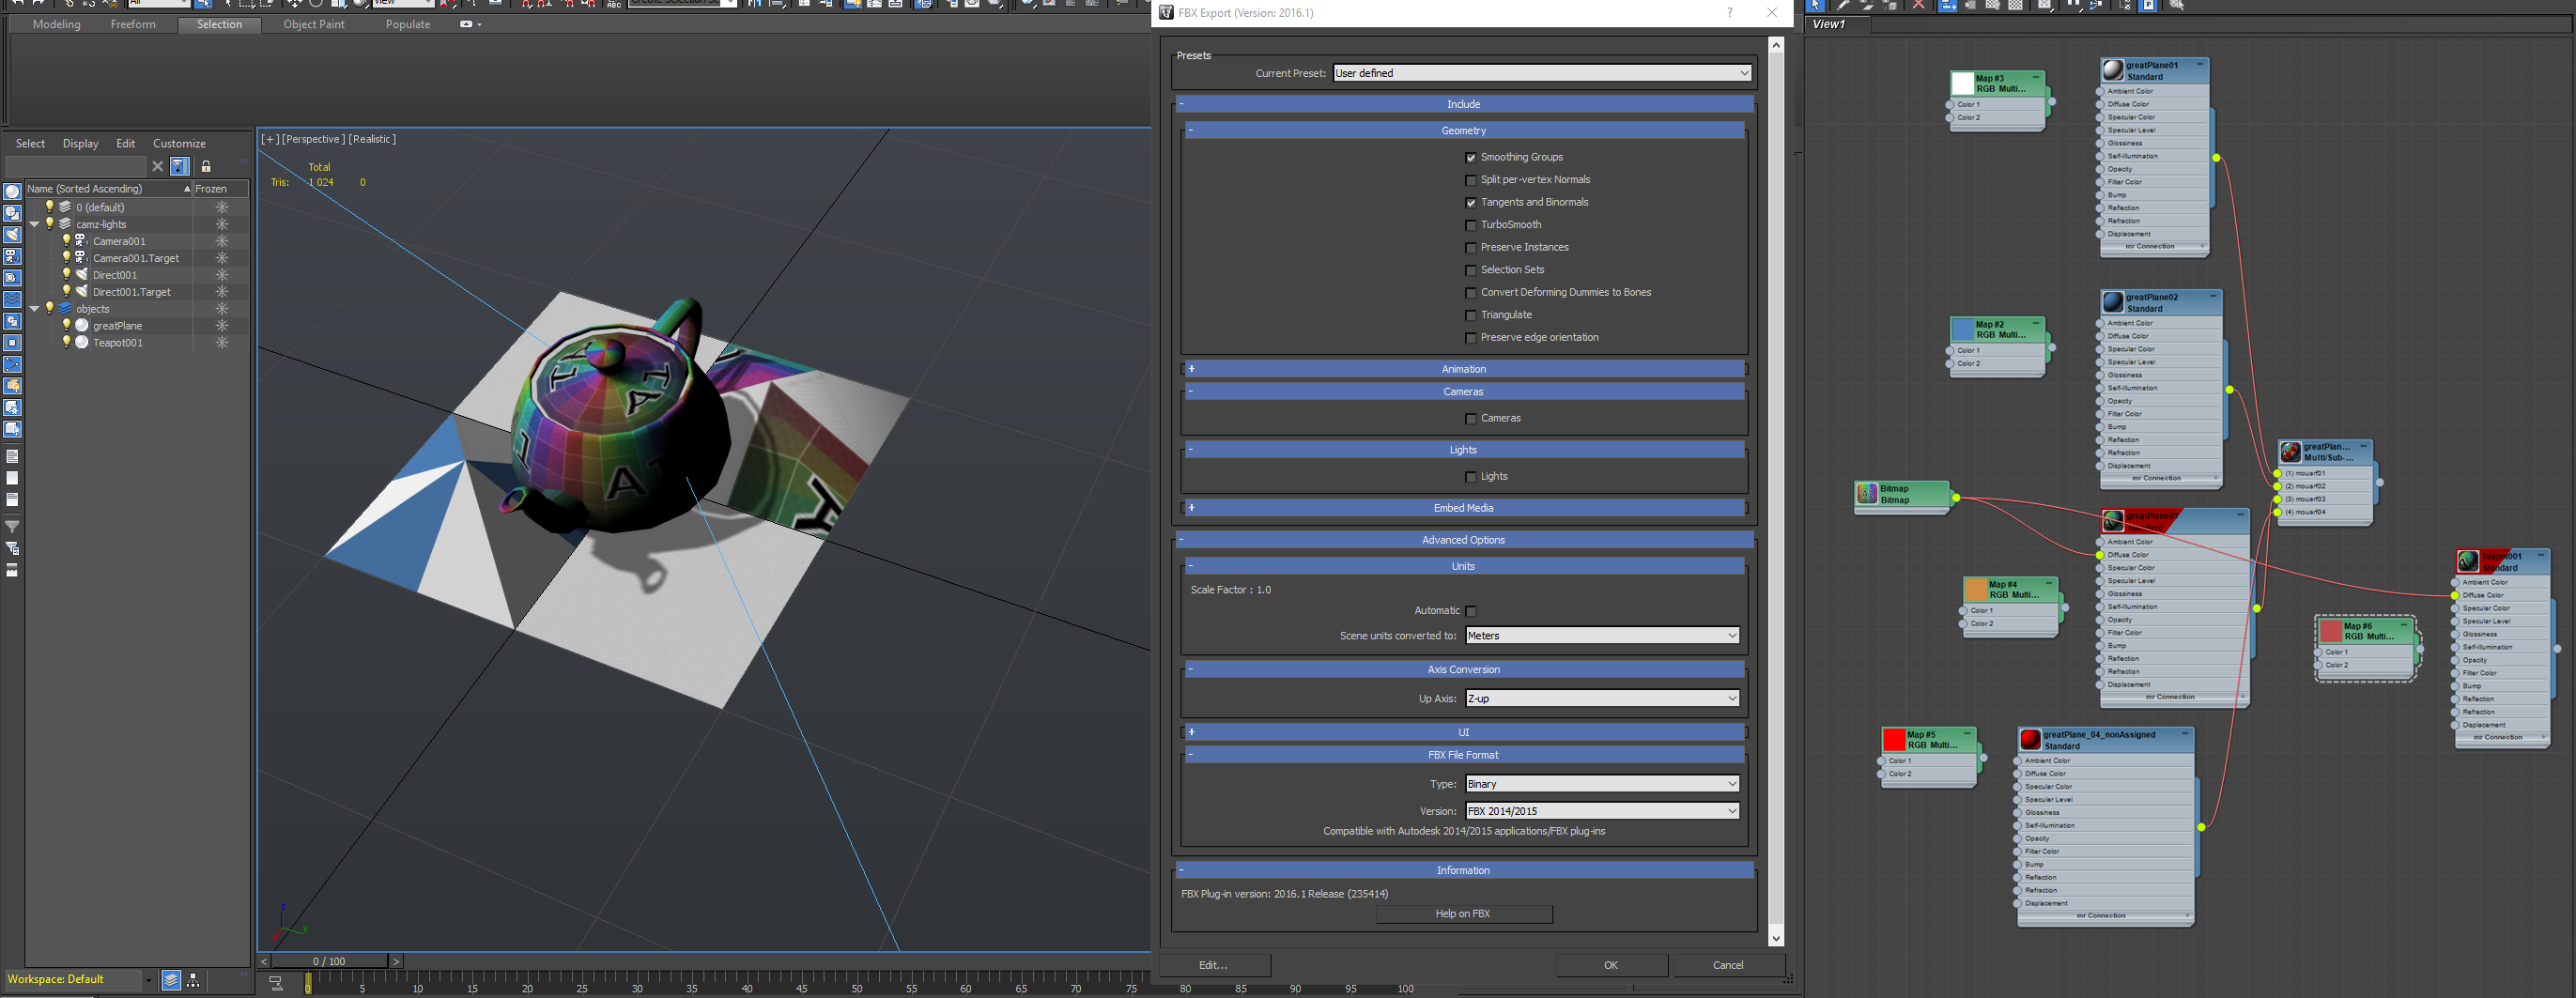 All
View
Create Selection Se
Modeling
Freeform
Selection
Object Paint
Populate
Select
Display
Edit
Customize
Name (Sorted Ascending)
Frozen
0 (default)
camz-lights
Camera001
Camera001.Target
Direct001
Direct001.Target
objects
greatPlane
Teapot001
Workspace: Default
[+] [Perspective] [Realistic]
Total
Tris: 1 024 0
A
z
y
0 / 100
0 5 10 15 20 25 30 35 40 45 50 55 60 65 70 75 80 85 90 95 100
FBX Export (Version: 2016.1)
Presets
Current Preset: User defined
Include
Geometry
Smoothing Groups
Split per-vertex Normals
Tangents and Binormals
TurboSmooth
Preserve Instances
Selection Sets
Convert Deforming Dummies to Bones
Triangulate
Preserve edge orientation
Animation
Cameras
Cameras
Lights
Lights
Embed Media
Advanced Options
Units
Scale Factor : 1.0
Automatic
Scene units converted to: Meters
Axis Conversion
Up Axis: Z-up
UI
FBX File Format
Type: Binary
Version: FBX 2014/2015
Compatible with Autodesk 2014/2015 applications/FBX plug-ins
Information
FBX Plug-in version: 2016.1 Release (235414)
Help on FBX
Edit...
OK
Cancel
View1
Map #3
RGB Multi...
Color 1
Color 2
greatPlane01
Standard
Ambient Color
Diffuse Color
Specular Color
Specular Level
Glossiness
Self-Illumination
Opacity
Filter Color
Bump
Reflection
Refraction
Displacement
mr Connection
Map #2
RGB Multi...
Color 1
Color 2
greatPlane02
Standard
Ambient Color
Diffuse Color
Specular Color
Specular Level
Glossiness
Self-Illumination
Opacity
Filter Color
Bump
Reflection
Refraction
Displacement
mr Connection
greatPlan...
Multi/Sub-...
(1) mouarf01
(2) mouarf02
(3) mouarf03
(4) mouarf04
Bitmap
Bitmap
greatPlane03
Standard
Ambient Color
Diffuse Color
Specular Color
Specular Level
Glossiness
Self-Illumination
Opacity
Filter Color
Bump
Reflection
Refraction
Displacement
mr Connection
Map #4
RGB Multi...
Color 1
Color 2
Teapot001
Standard
Ambient Color
Diffuse Color
Specular Color
Specular Level
Glossiness
Self-Illumination
Opacity
Filter Color
Bump
Reflection
Refraction
Displacement
mr Connection
Map #6
RGB Multi...
Color 1
Color 2
Map #5
RGB Multi...
Color 1
Color 2
greatPlane_04_nonAssigned
Standard
Ambient Color
Diffuse Color
Specular Color
Specular Level
Glossiness
Self-Illumination
Opacity
Filter Color
Bump
Reflection
Refraction
Displacement
mr Connection